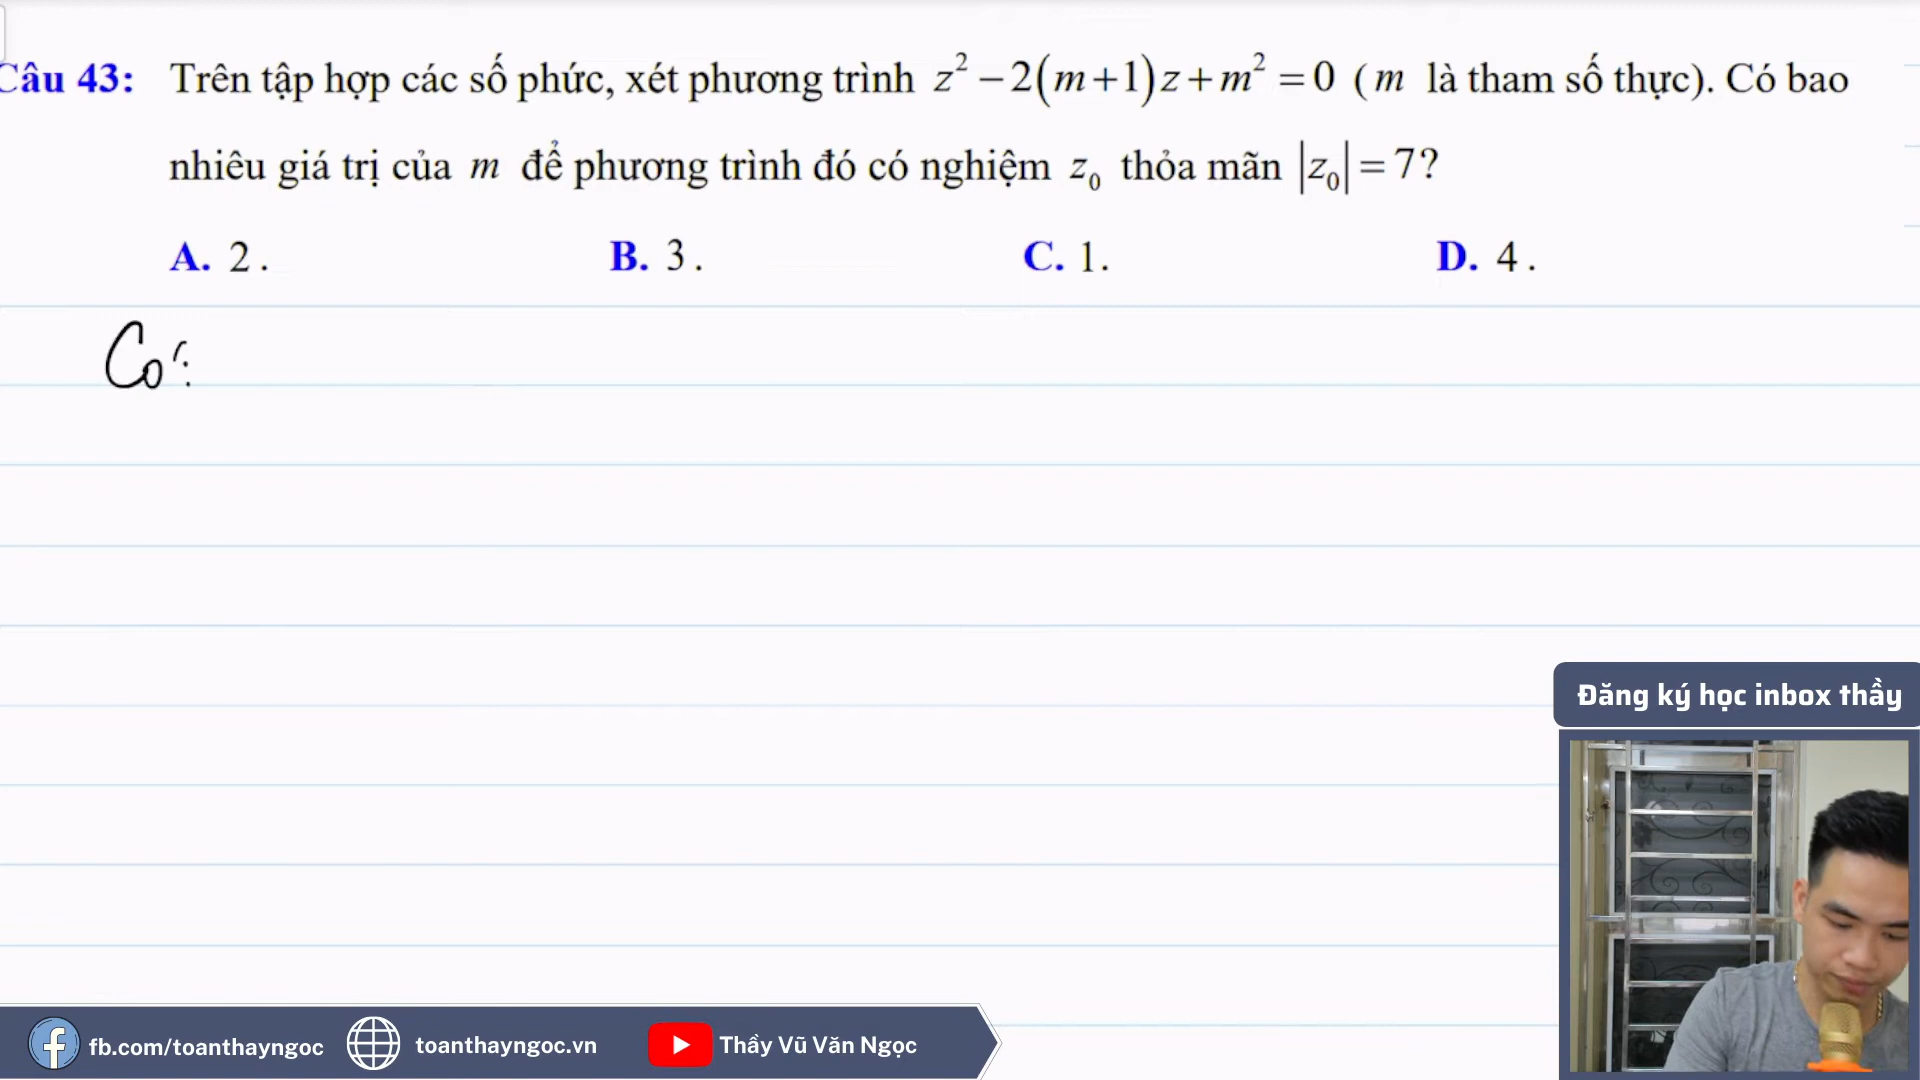 Câu 43: Trên tập hợp các số phức, xét phương trình z² − 2(m+1)z + m² = 0 (m là tham số thực). Có bao
nhiêu giá trị của m để phương trình đó có nghiệm z₀ thỏa mãn |z₀| = 7?
A. 2. B. 3. C. 1. D. 4.
Có:
Đăng ký học inbox thầy
fb.com/toanthayngoc toanthayngoc.vn Thầy Vũ Văn Ngọc